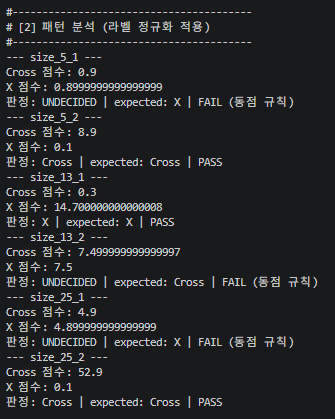 #---------------------------------------
# [2] 패턴 분석 (라벨 정규화 적용)
#---------------------------------------
--- size_5_1 ---
Cross 점수: 0.9
X 점수: 0.8999999999999999
판정: UNDECIDED | expected: X | FAIL (동점 규칙)
--- size_5_2 ---
Cross 점수: 8.9
X 점수: 0.1
판정: Cross | expected: Cross | PASS
--- size_13_1 ---
Cross 점수: 0.3
X 점수: 14.700000000000008
판정: X | expected: X | PASS
--- size_13_2 ---
Cross 점수: 7.499999999999997
X 점수: 7.5
판정: UNDECIDED | expected: Cross | FAIL (동점 규칙)
--- size_25_1 ---
Cross 점수: 4.9
X 점수: 4.899999999999999
판정: UNDECIDED | expected: X | FAIL (동점 규칙)
--- size_25_2 ---
Cross 점수: 52.9
X 점수: 0.1
판정: Cross | expected: Cross | PASS